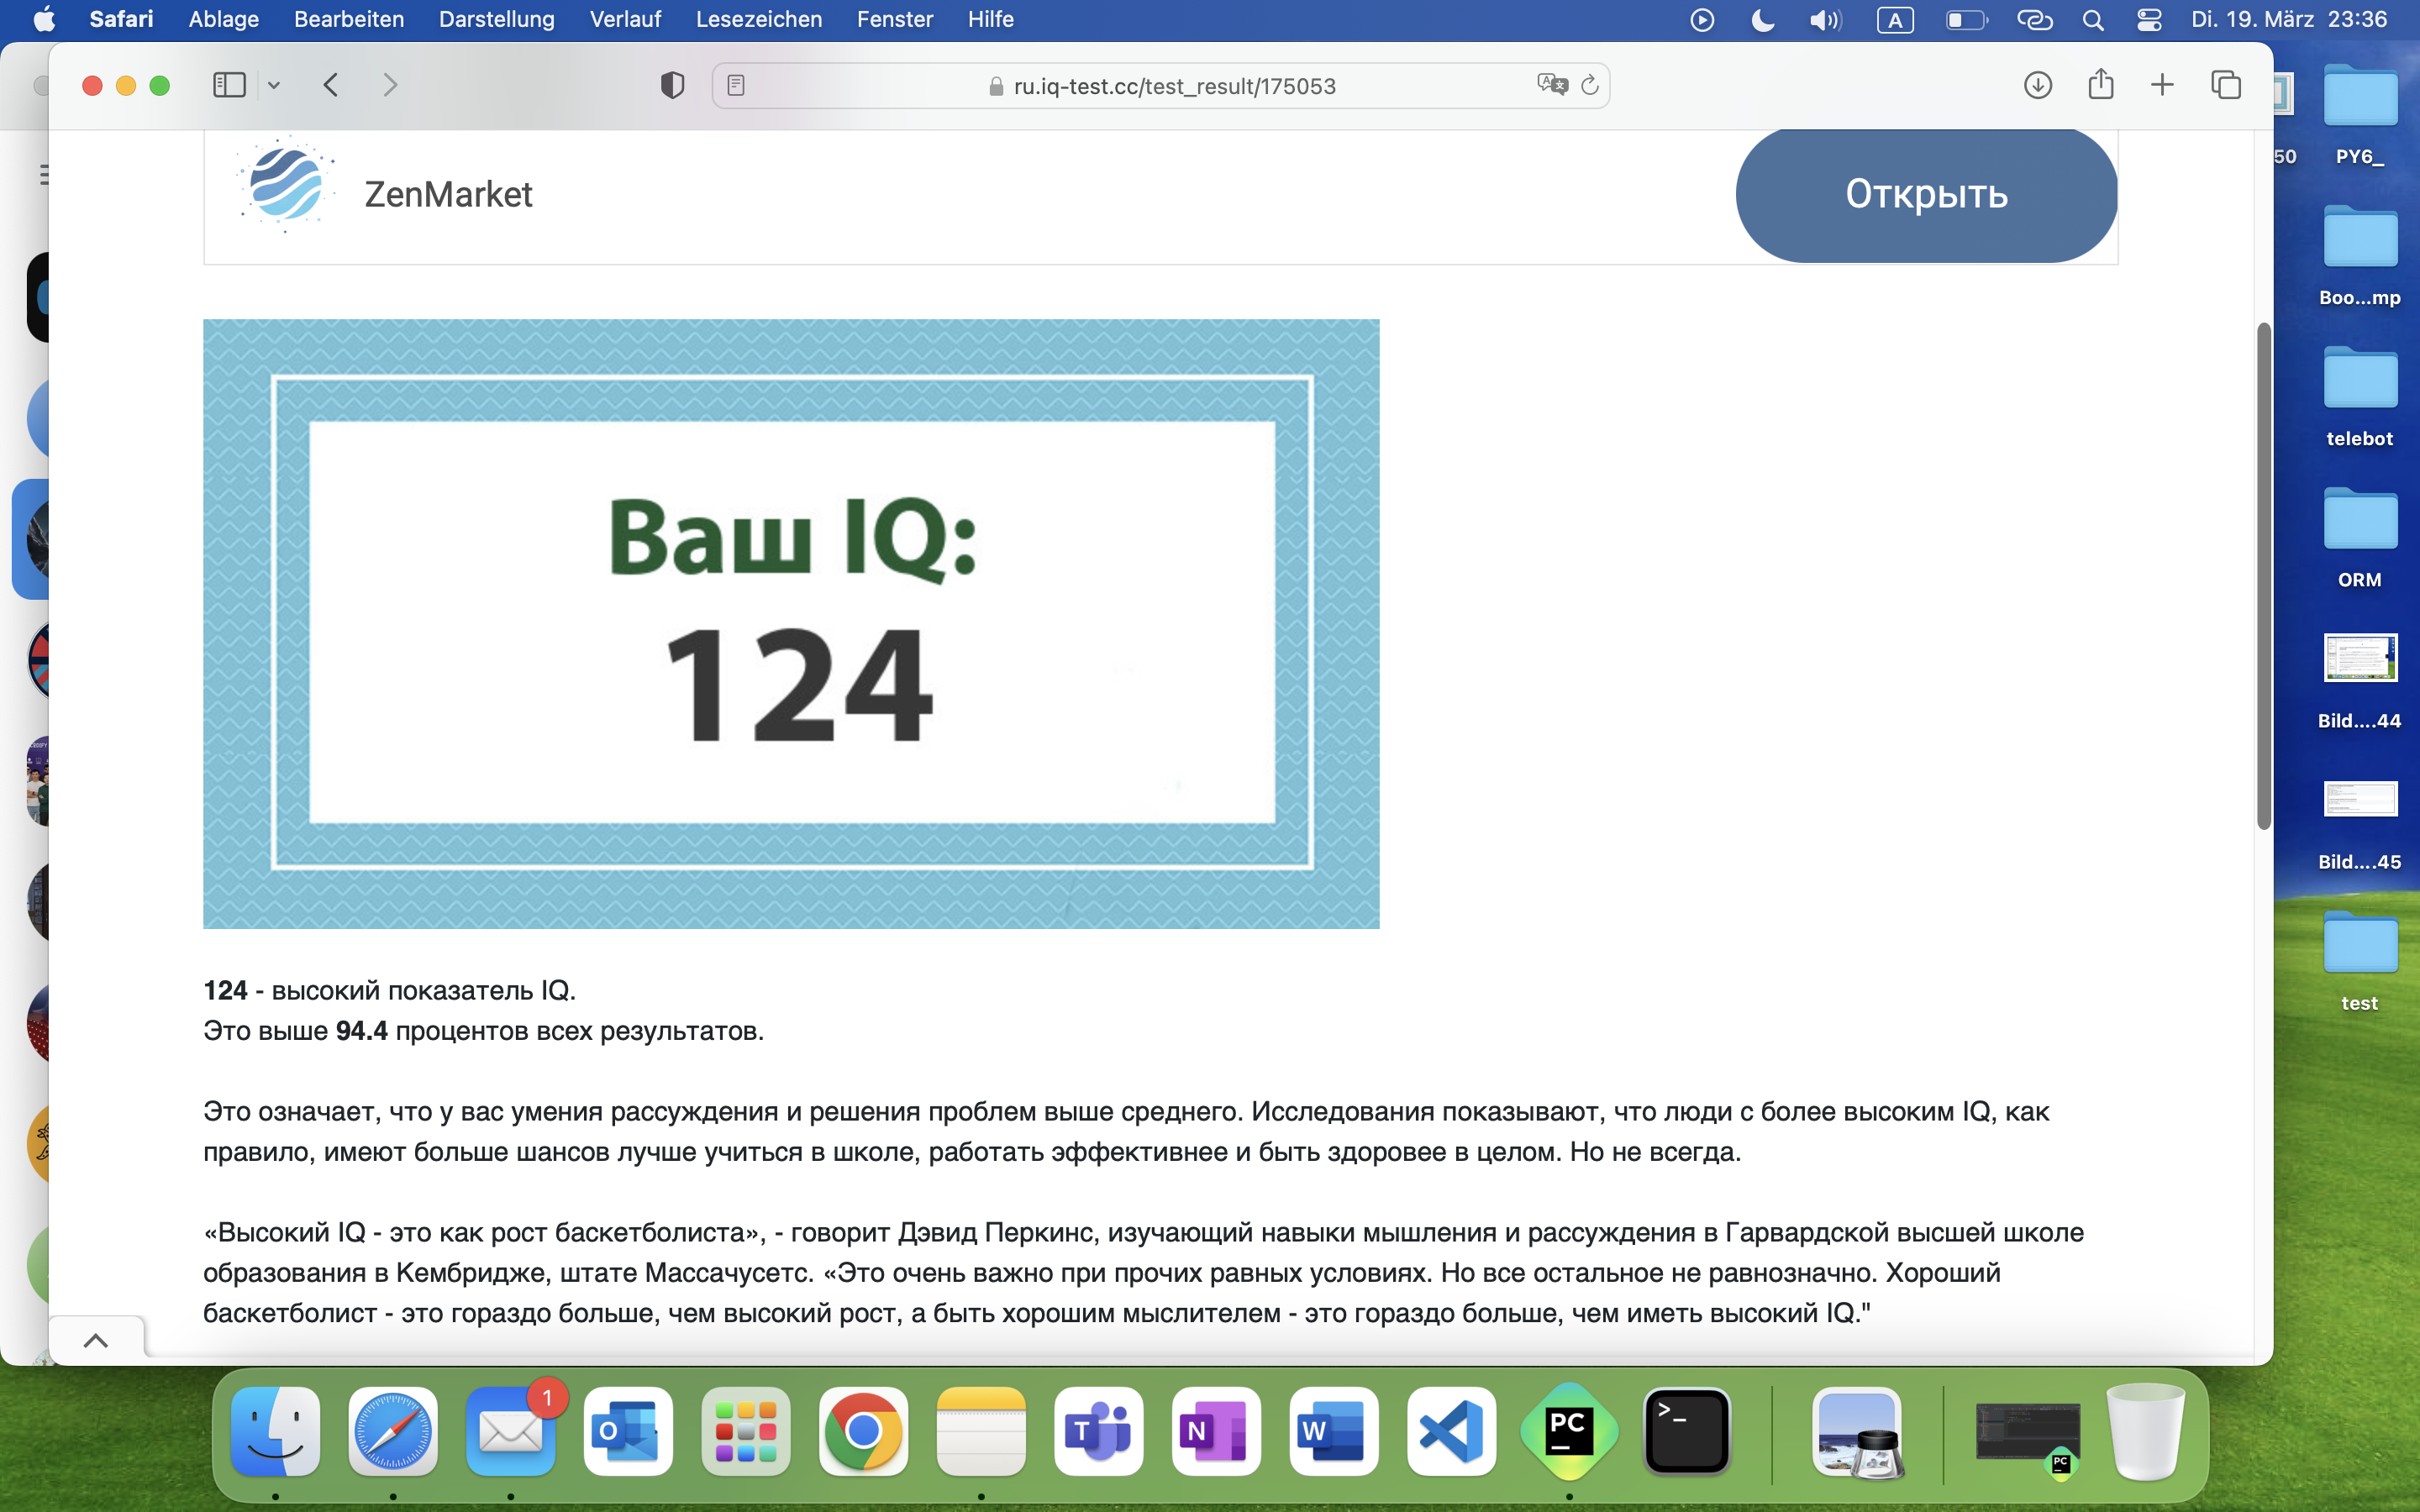 Safari Ablage Bearbeiten Darstellung Verlauf Lesezeichen Fenster Hilfe A Di. 19. März 23:36
ru.iq-test.cc/test_result/175053
ZenMarket
Открыть
Ваш IQ:
124
124 - высокий показатель IQ.
Это выше 94.4 процентов всех результатов.
Это означает, что у вас умения рассуждения и решения проблем выше среднего. Исследования показывают, что люди с более высоким IQ, как
правило, имеют больше шансов лучше учиться в школе, работать эффективнее и быть здоровее в целом. Но не всегда.
«Высокий IQ - это как рост баскетболиста», - говорит Дэвид Перкинс, изучающий навыки мышления и рассуждения в Гарвардской высшей школе
образования в Кембридже, штате Массачусетс. «Это очень важно при прочих равных условиях. Но все остальное не равнозначно. Хороший
баскетболист - это гораздо больше, чем высокий рост, а быть хорошим мыслителем - это гораздо больше, чем иметь высокий IQ."
50
PY6_
Boo...mp
telebot
ORM
Bild....44
Bild....45
test
1
O
T
N
W
PC
>_
PC